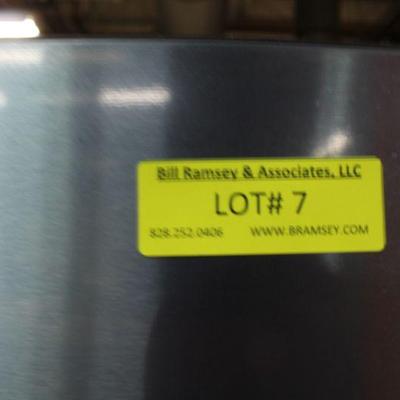 Bill Ramsey & Associates, LLC
LOT# 7
828.252.0406 WWW.BRAMSEY.COM